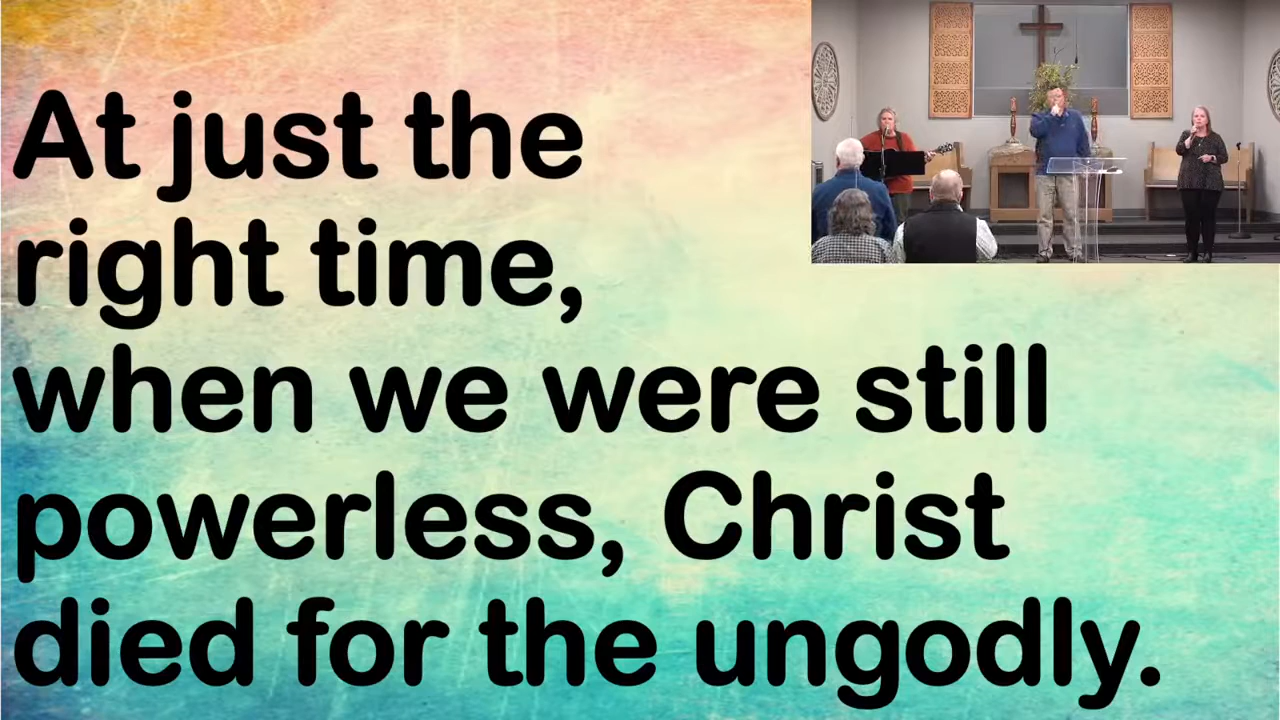 At just the
right time,
when we were still
powerless, Christ
died for the ungodly.